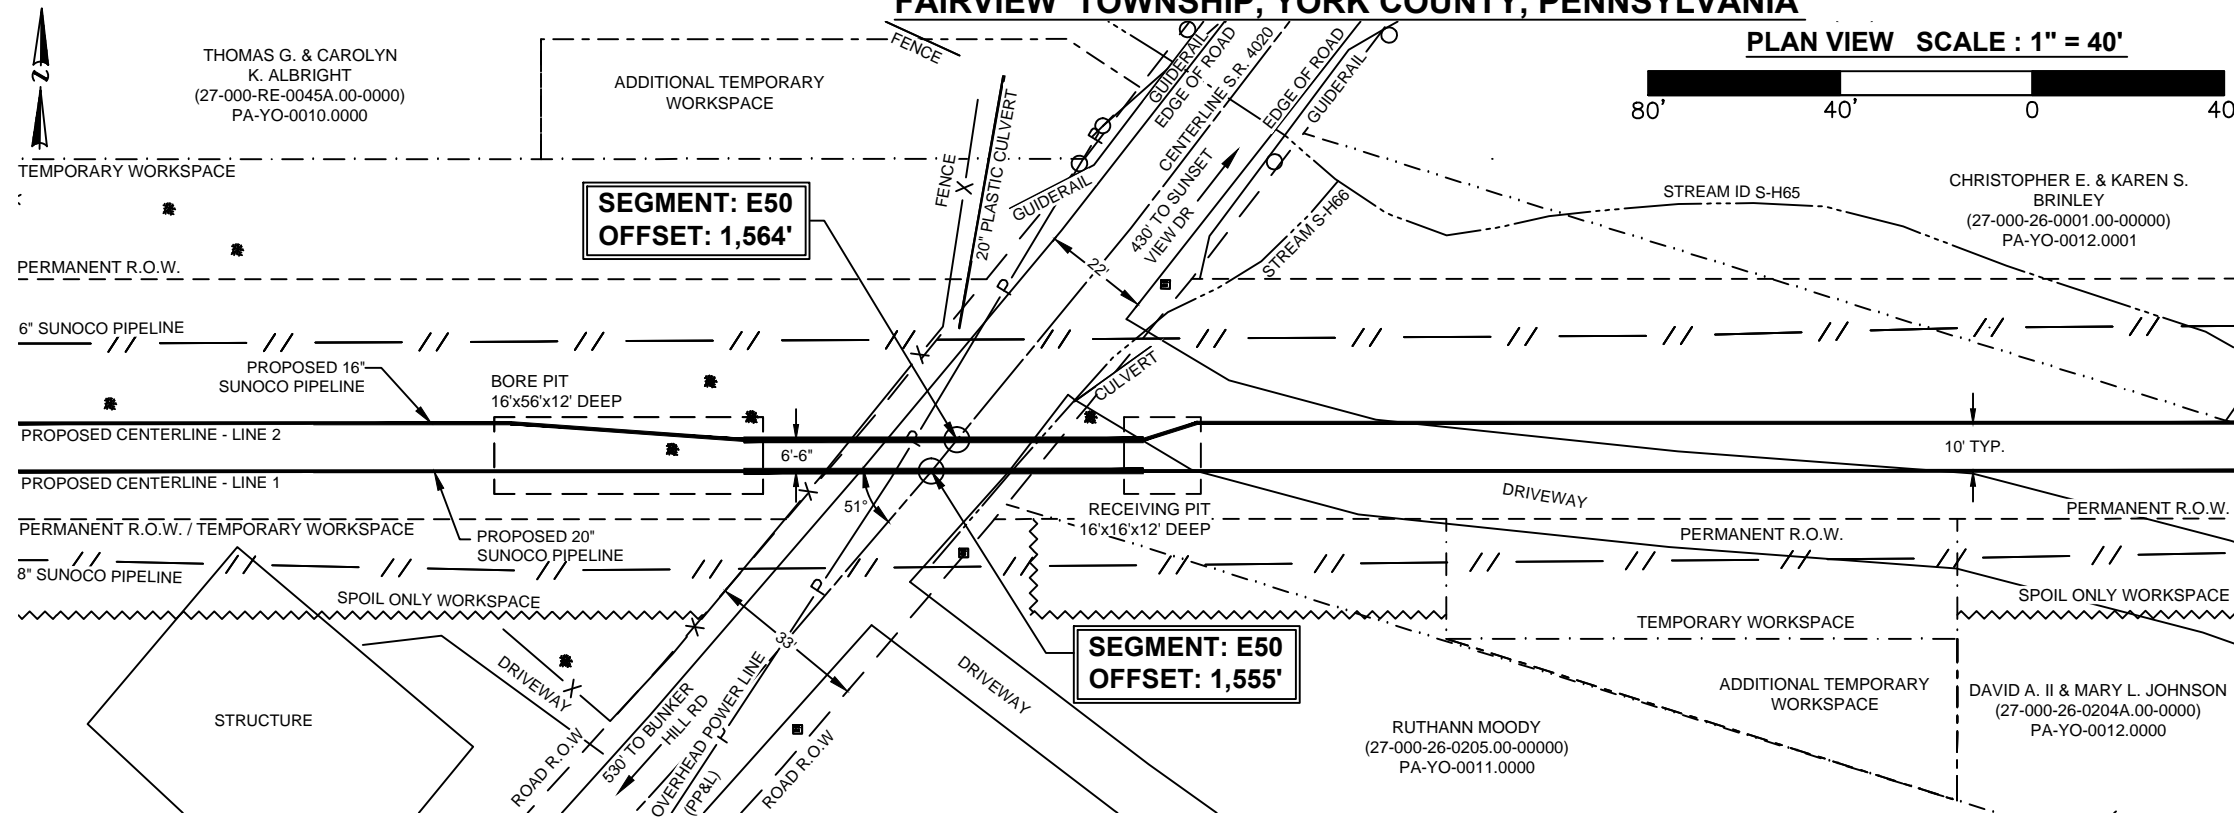 FAIRVIEW TOWNSHIP, YORK COUNTY, PENNSYLVANIA
PLAN VIEW SCALE : 1" = 40'
80'
40'
0
40
N
THOMAS G. & CAROLYN
K. ALBRIGHT
(27-000-RE-0045A.00-0000)
PA-YO-0010.0000
ADDITIONAL TEMPORARY
WORKSPACE
FENCE
GUIDERAIL
EDGE OF ROAD
CENTERLINE S.R. 4020
EDGE OF ROAD
GUIDERAIL
TEMPORARY WORKSPACE
FENCE
X
20" PLASTIC CULVERT
GUIDERAIL
P
430' TO SUNSET
VIEW DR
STREAM S-H66
STREAM ID S-H65
CHRISTOPHER E. & KAREN S.
BRINLEY
(27-000-26-0001.00-00000)
PA-YO-0012.0001
SEGMENT: E50
OFFSET: 1,564'
PERMANENT R.O.W.
P
22'
6" SUNOCO PIPELINE
X
PROPOSED 16"
SUNOCO PIPELINE
BORE PIT
16'x56'x12' DEEP
CULVERT
PROPOSED CENTERLINE - LINE 2
P
6'-6"
10' TYP.
PROPOSED CENTERLINE - LINE 1
X
51°
DRIVEWAY
RECEIVING PIT
16'x16'x12' DEEP
PERMANENT R.O.W.
PERMANENT R.O.W. / TEMPORARY WORKSPACE
PROPOSED 20"
SUNOCO PIPELINE
PERMANENT R.O.W.
8" SUNOCO PIPELINE
P
SPOIL ONLY WORKSPACE
SPOIL ONLY WORKSPACE
X
33'
TEMPORARY WORKSPACE
SEGMENT: E50
OFFSET: 1,555'
DRIVEWAY
X
DRIVEWAY
STRUCTURE
ADDITIONAL TEMPORARY
WORKSPACE
DAVID A. II & MARY L. JOHNSON
(27-000-26-0204A.00-0000)
PA-YO-0012.0000
RUTHANN MOODY
(27-000-26-0205.00-00000)
PA-YO-0011.0000
ROAD R.O.W
530' TO BUNKER
HILL RD
OVERHEAD POWER LINE
(PP&L)
P
ROAD R.O.W